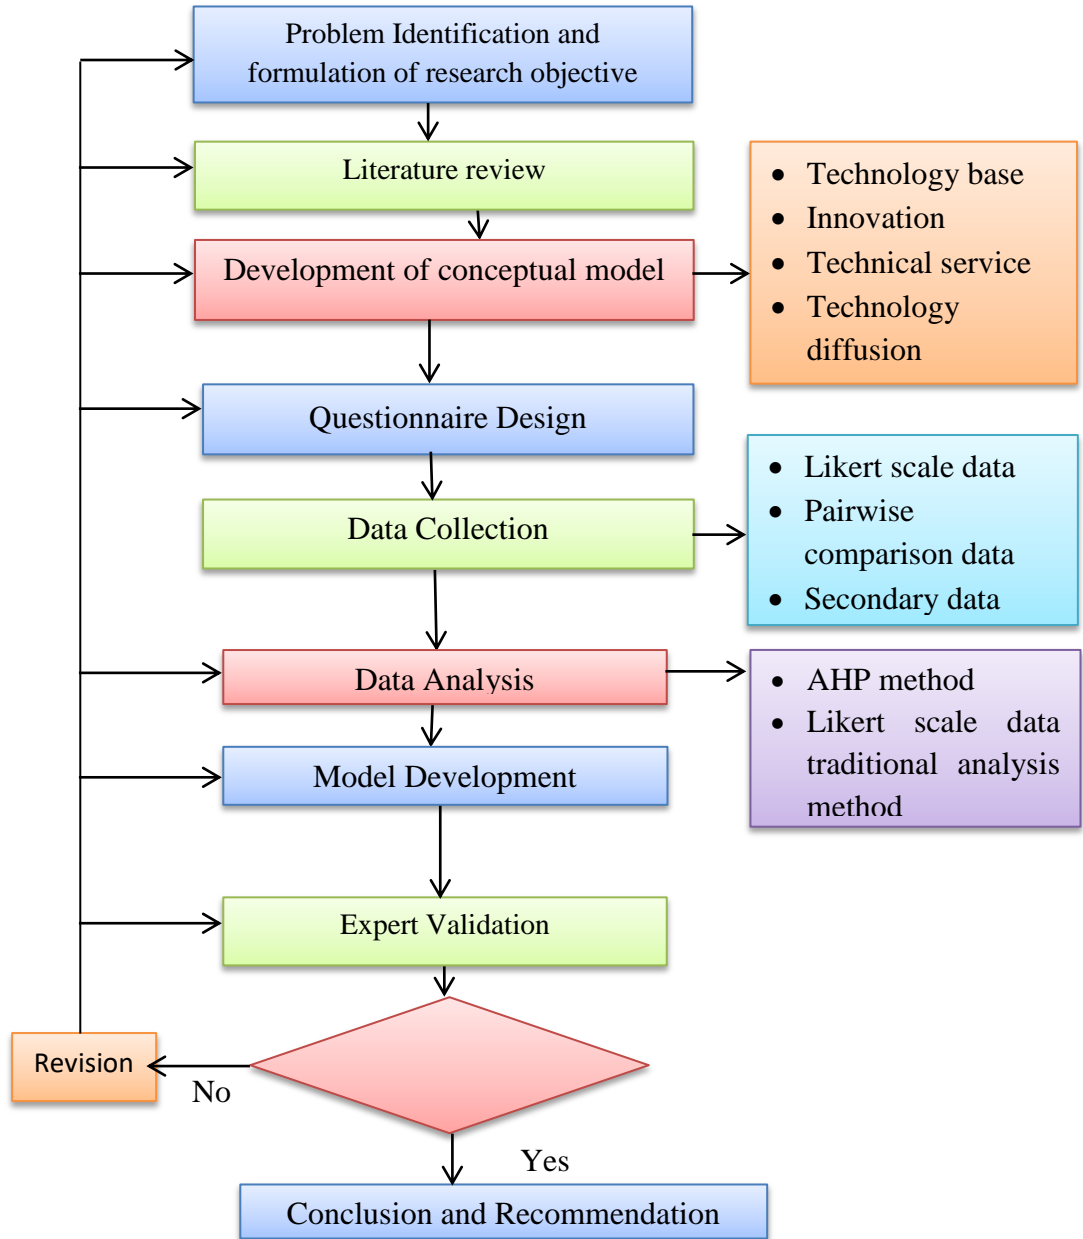 Problem Identification and
formulation of research objective
Literature review
Development of conceptual model
• Technology base
• Innovation
• Technical service
• Technology
diffusion
Questionnaire Design
Data Collection
• Likert scale data
• Pairwise
comparison data
• Secondary data
Data Analysis
• AHP method
• Likert scale data
traditional analysis
method
Model Development
Expert Validation
Revision
No
Yes
Conclusion and Recommendation